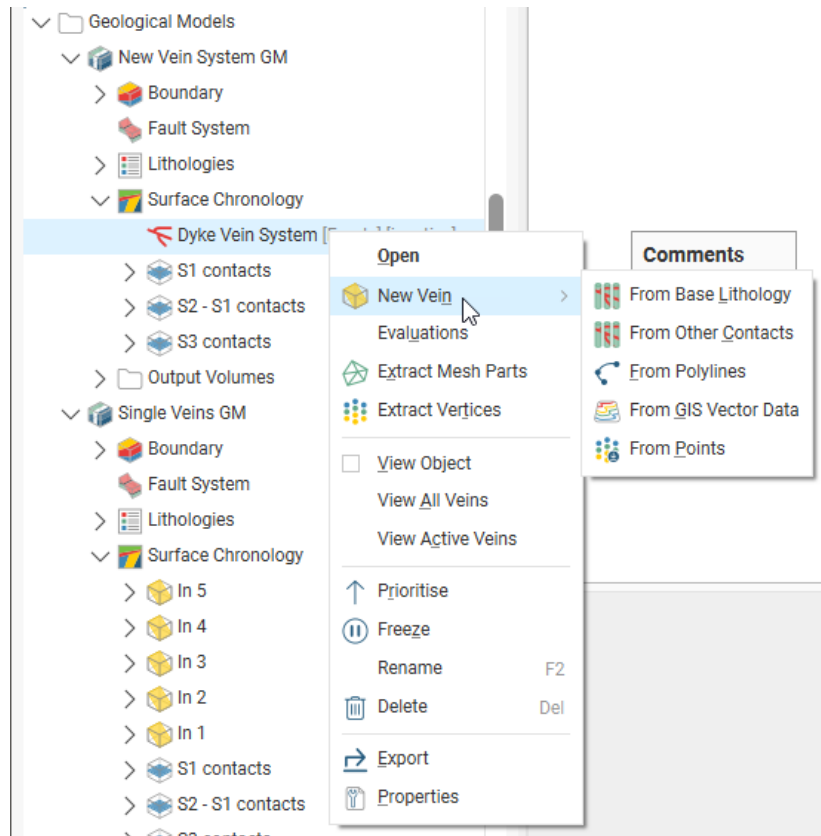 Geological Models
New Vein System GM
Boundary
Fault System
Lithologies
Surface Chronology
Dyke Vein System
S1 contacts
S2 - S1 contacts
S3 contacts
Output Volumes
Single Veins GM
Boundary
Fault System
Lithologies
Surface Chronology
In 5
In 4
In 3
In 2
In 1
S1 contacts
S2 - S1 contacts
Open
New Vein
Evaluations
Extract Mesh Parts
Extract Vertices
View Object
View All Veins
View Active Veins
Prioritise
Freeze
Rename F2
Delete Del
Export
Properties
Comments
From Base Lithology
From Other Contacts
From Polylines
From GIS Vector Data
From Points